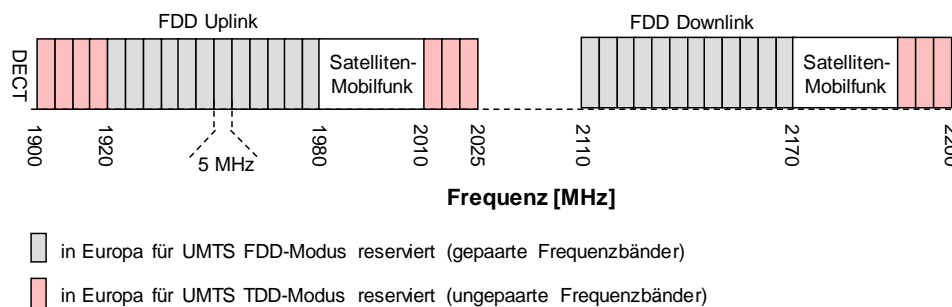 FDD Uplink
FDD Downlink
DECT
Satelliten-
Mobilfunk
Satelliten-
Mobilfunk
1900
1920
5 MHz
1980
2010
2025
2110
2170
2200
Frequenz [MHz]
in Europa für UMTS FDD-Modus reserviert (gepaarte Frequenzbänder)
in Europa für UMTS TDD-Modus reserviert (ungepaarte Frequenzbänder)